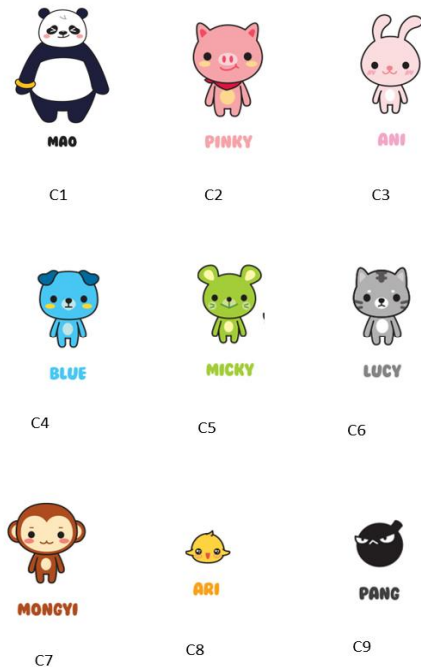 MAO PINKY ANI
C1 C2 C3
BLUE MICKY LUCY
C4 C5 C6
MONGYI ARI PANG
C7 C8 C9